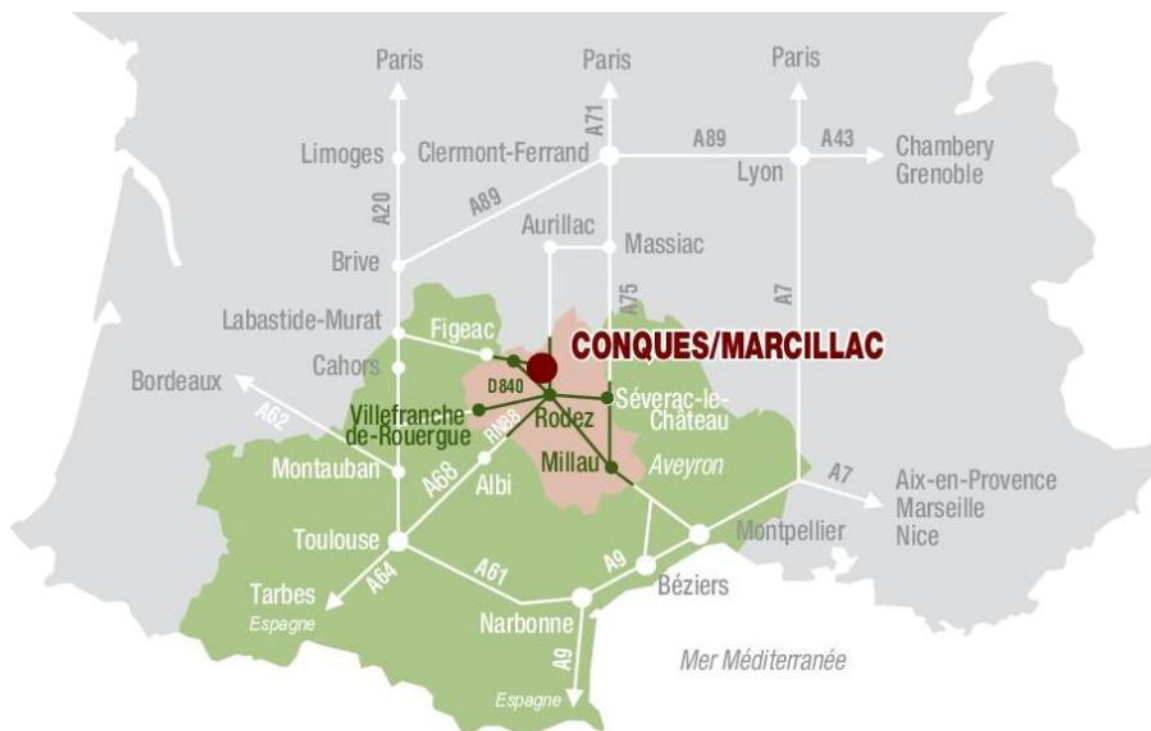 Paris
Paris
Paris
A71
Limoges
Clermont-Ferrand
A89
A43
Lyon
Chambery
Grenoble
A20
A89
Aurillac
Massiac
Brive
A75
A7
Labastide-Murat
Figeac
CONQUES/MARCILLAC
Cahors
Bordeaux
D840
A62
Villefranche
de-Rouergue
RN88
Rodez
Séverac-le-
Château
Montauban
A68
Albi
Millau
Aveyron
A7
Aix-en-Provence
Marseille
Nice
Toulouse
Montpellier
A64
A61
A9
Béziers
Tarbes
Espagne
Narbonne
A9
Mer Méditerranée
Espagne